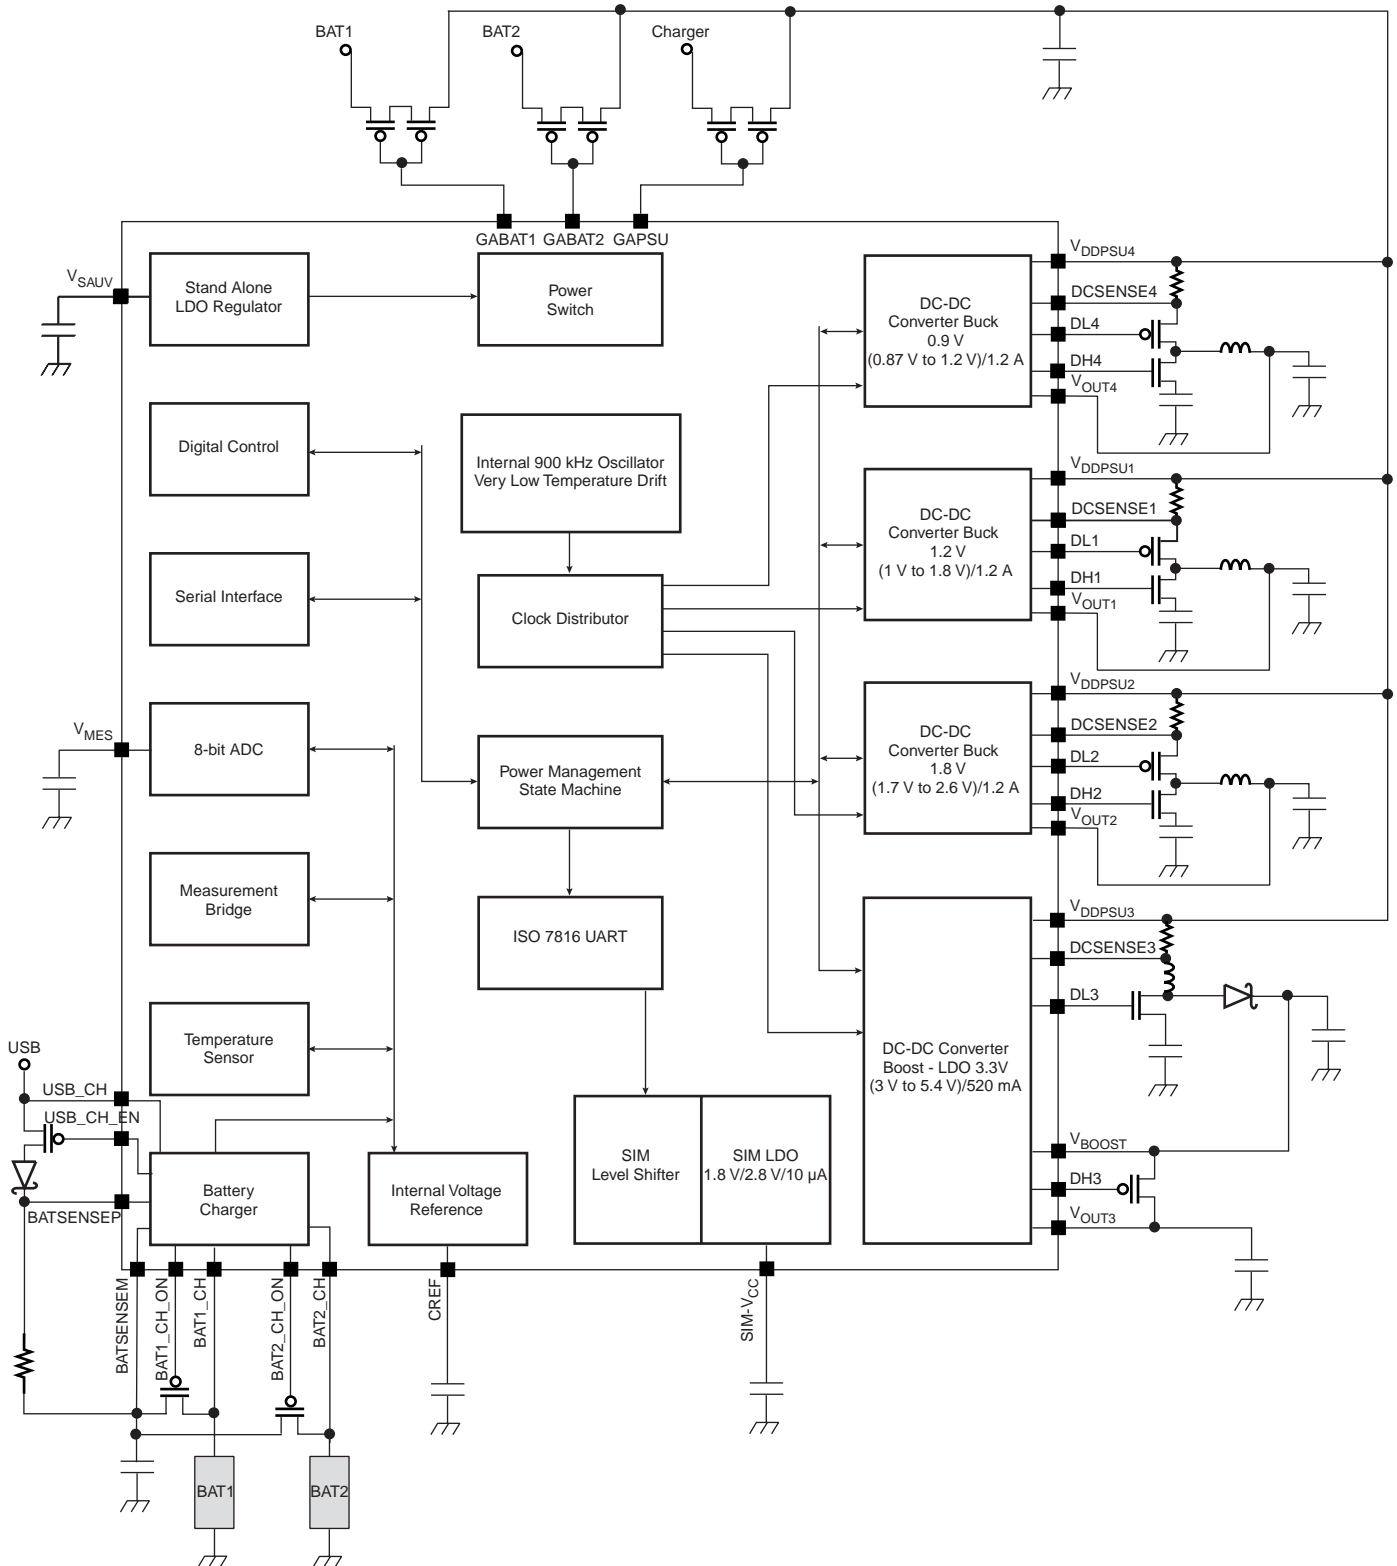 BAT1
BAT2
Charger
GABAT1
GABAT2
GAPSU
VSAUV
Stand Alone
LDO Regulator
Power
Switch
DC-DC
Converter Buck
0.9 V
(0.87 V to 1.2 V)/1.2 A
VDDPSU4
DCSENSE4
DL4
DH4
VOUT4
Digital Control
Internal 900 kHz Oscillator
Very Low Temperature Drift
DC-DC
Converter Buck
1.2 V
(1 V to 1.8 V)/1.2 A
VDDPSU1
DCSENSE1
DL1
DH1
VOUT1
Serial Interface
Clock Distributor
VMES
8-bit ADC
Power Management
State Machine
DC-DC
Converter Buck
1.8 V
(1.7 V to 2.6 V)/1.2 A
VDDPSU2
DCSENSE2
DL2
DH2
VOUT2
Measurement
Bridge
ISO 7816 UART
VDDPSU3
DCSENSE3
DL3
Temperature
Sensor
DC-DC Converter
Boost - LDO 3.3V
(3 V to 5.4 V)/520 mA
USB
USB_CH
USB_CH_EN
BATSENSEP
Battery
Charger
Internal Voltage
Reference
SIM
Level Shifter
SIM LDO
1.8 V/2.8 V/10 µA
VBOOST
DH3
VOUT3
BATSENSEM
BAT1_CH_ON
BAT1_CH
BAT2_CH_ON
BAT2_CH
CREF
SIM-VCC
BAT1
BAT2